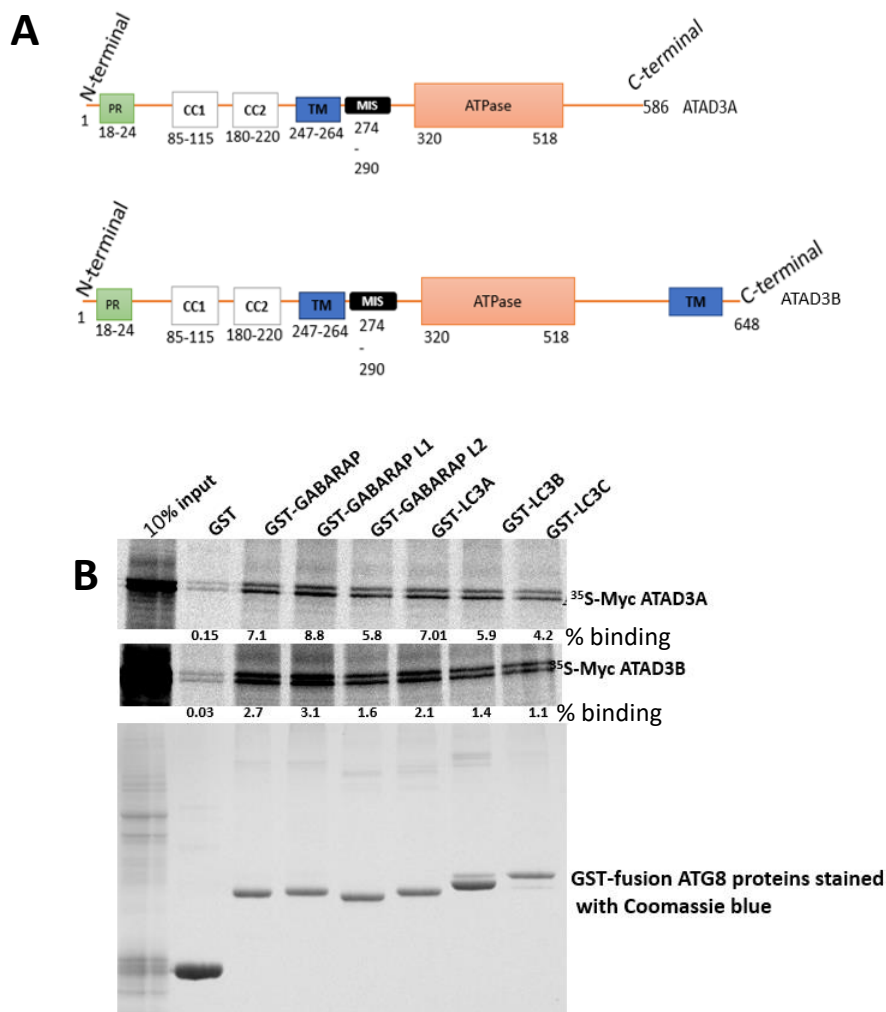 A
N-terminal
C-terminal
PR
CC1
CC2
TM
MIS
ATPase
586 ATAD3A
1
18-24
85-115
180-220
247-264
274
-
290
320
518
N-terminal
C-terminal
PR
CC1
CC2
TM
MIS
ATPase
TM
ATAD3B
1
18-24
85-115
180-220
247-264
274
-
290
320
518
648
10% input
GST
GST-GABARAP
GST-GABARAP L1
GST-GABARAP L2
GST-LC3A
GST-LC3B
GST-LC3C
B
35S-Myc ATAD3A
0.15 7.1 8.8 5.8 7.01 5.9 4.2 % binding
35S-Myc ATAD3B
0.03 2.7 3.1 1.6 2.1 1.4 1.1 % binding
GST-fusion ATG8 proteins stained
with Coomassie blue